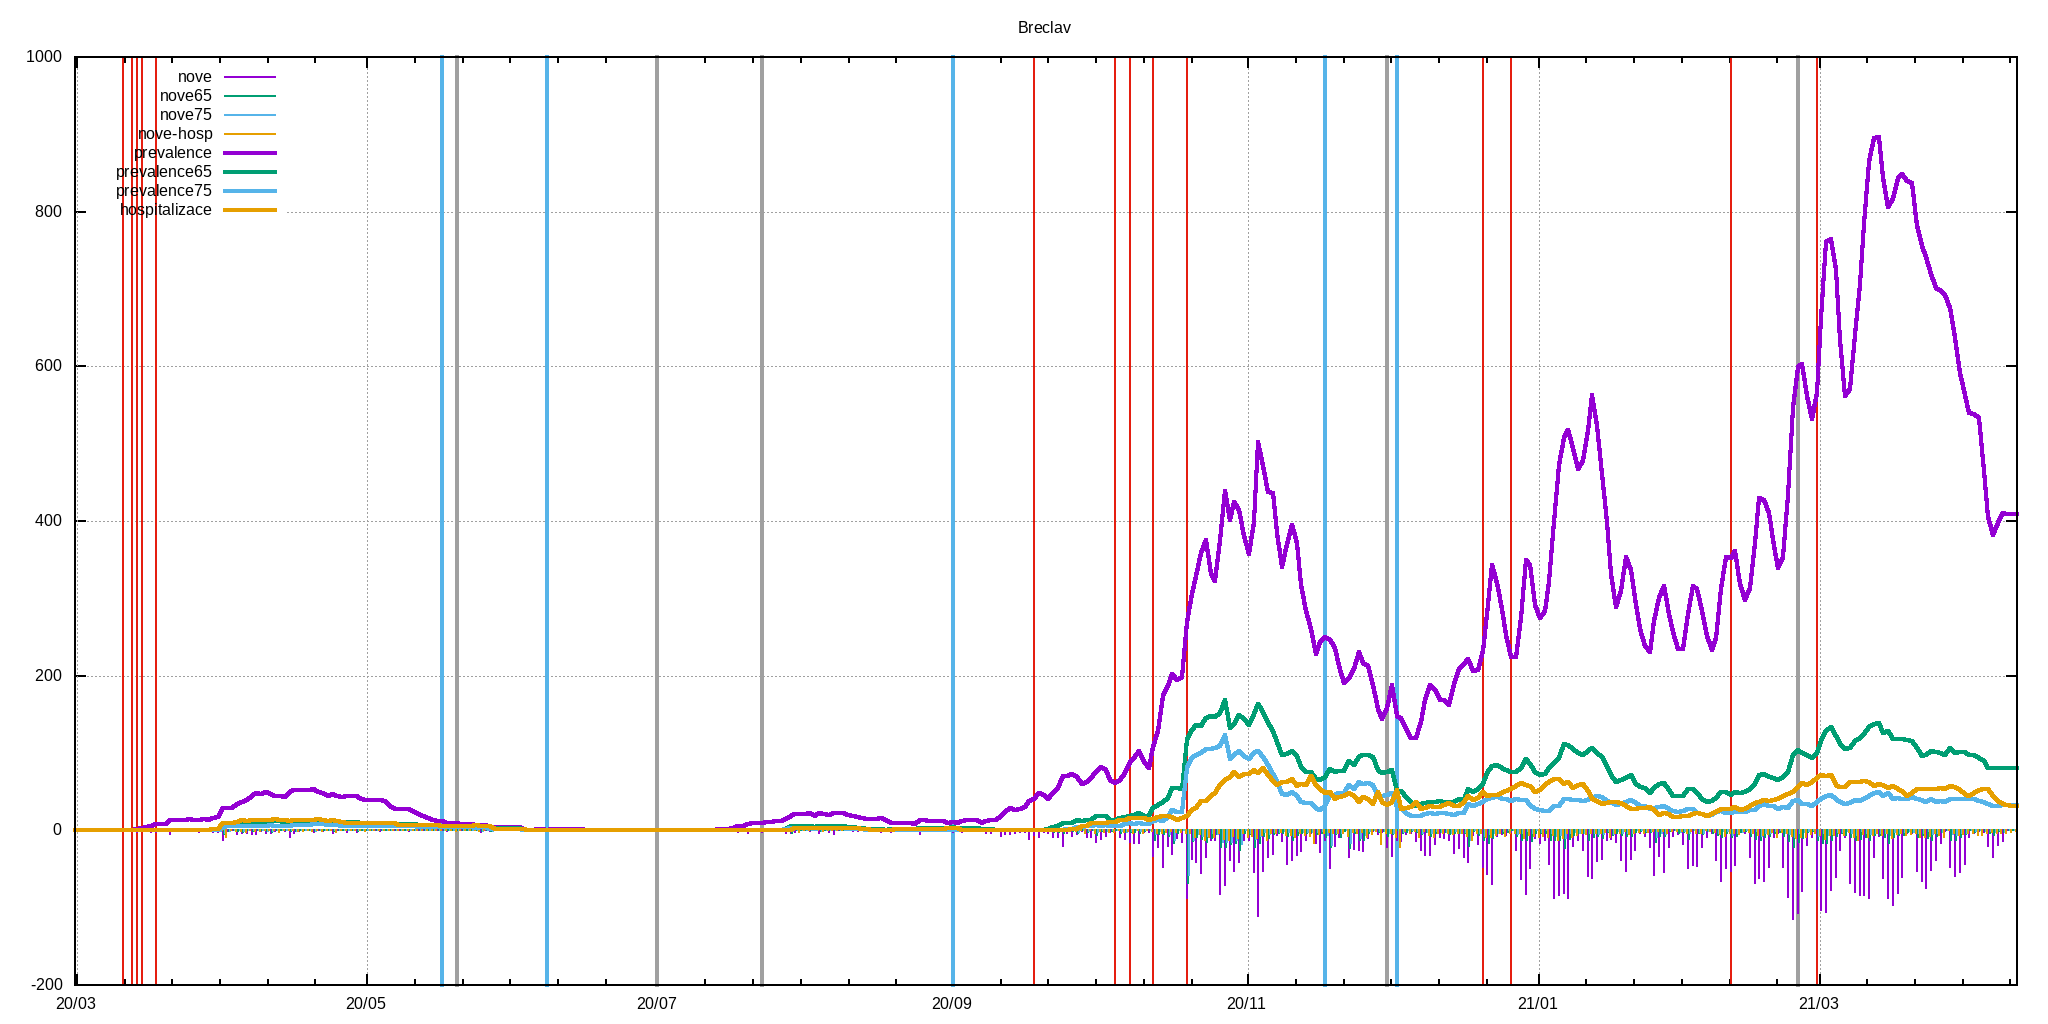 Breclav
1000
nove
nove65
nove75
nove-hosp
prevalence
prevalence65
prevalence75
hospitalizace
800
600
400
200
0
-200
20/03 20/05 20/07 20/09 20/11 21/01 21/03